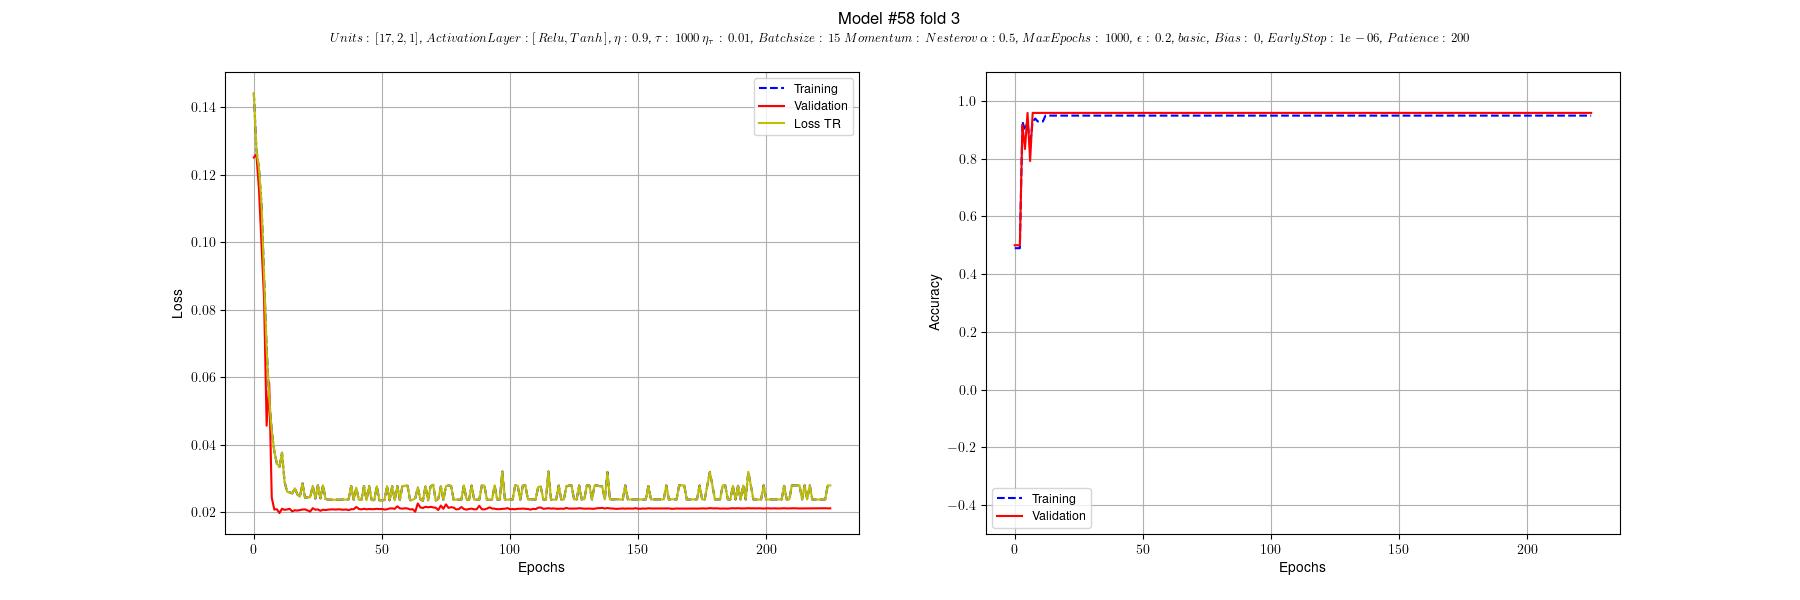 Model #58 fold 3
Units : [17, 2, 1], ActivationLayer : [Relu, Tanh], η : 0.9, τ : 1000 ητ : 0.01, Batchsize : 15 Momentum : Nesterov α : 0.5, MaxEpochs : 1000, ϵ : 0.2, basic, Bias : 0, EarlyStop : 1e − 06, Patience : 200
Training
Validation
Loss TR
0.14
0.12
0.10
0.08
0.06
0.04
0.02
Loss
0 50 100 150 200
Epochs
1.0
0.8
0.6
0.4
0.2
0.0
−0.2
−0.4
Accuracy
Training
Validation
0 50 100 150 200
Epochs